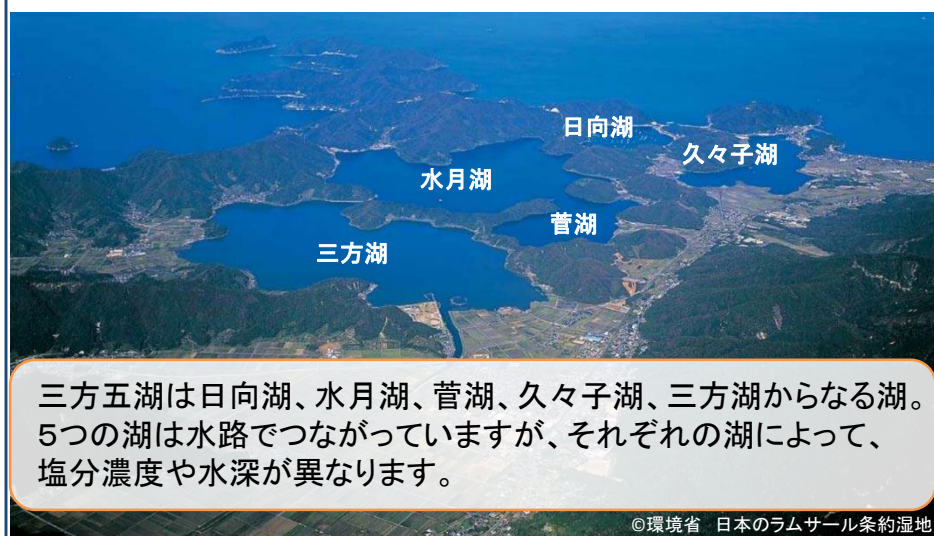 日向湖
久々子湖
水月湖
菅湖
三方湖
三方五湖は日向湖、水月湖、菅湖、久々子湖、三方湖からなる湖。
５つの湖は水路でつながっていますが、それぞれの湖によって、
塩分濃度や水深が異なります。
©環境省 日本のラムサール条約湿地